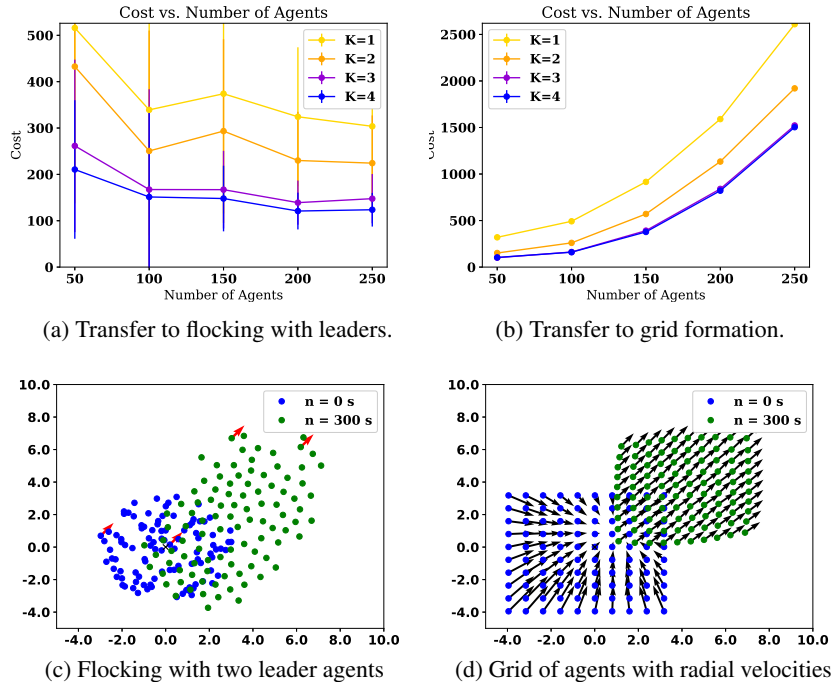 Cost vs. Number of Agents
500
400
300
200
100
0
Cost
K=1
K=2
K=3
K=4
50 100 150 200 250
Number of Agents
(a) Transfer to flocking with leaders.
Cost vs. Number of Agents
2500
2000
1500
1000
500
0
Cost
K=1
K=2
K=3
K=4
50 100 150 200 250
Number of Agents
(b) Transfer to grid formation.
10.0
8.0
6.0
4.0
2.0
0.0
-2.0
-4.0
n = 0 s
n = 300 s
-4.0 -2.0 0.0 2.0 4.0 6.0 8.0 10.0
(c) Flocking with two leader agents
10.0
8.0
6.0
4.0
2.0
0.0
-2.0
-4.0
n = 0 s
n = 300 s
-4.0 -2.0 0.0 2.0 4.0 6.0 8.0 10.0
(d) Grid of agents with radial velocities